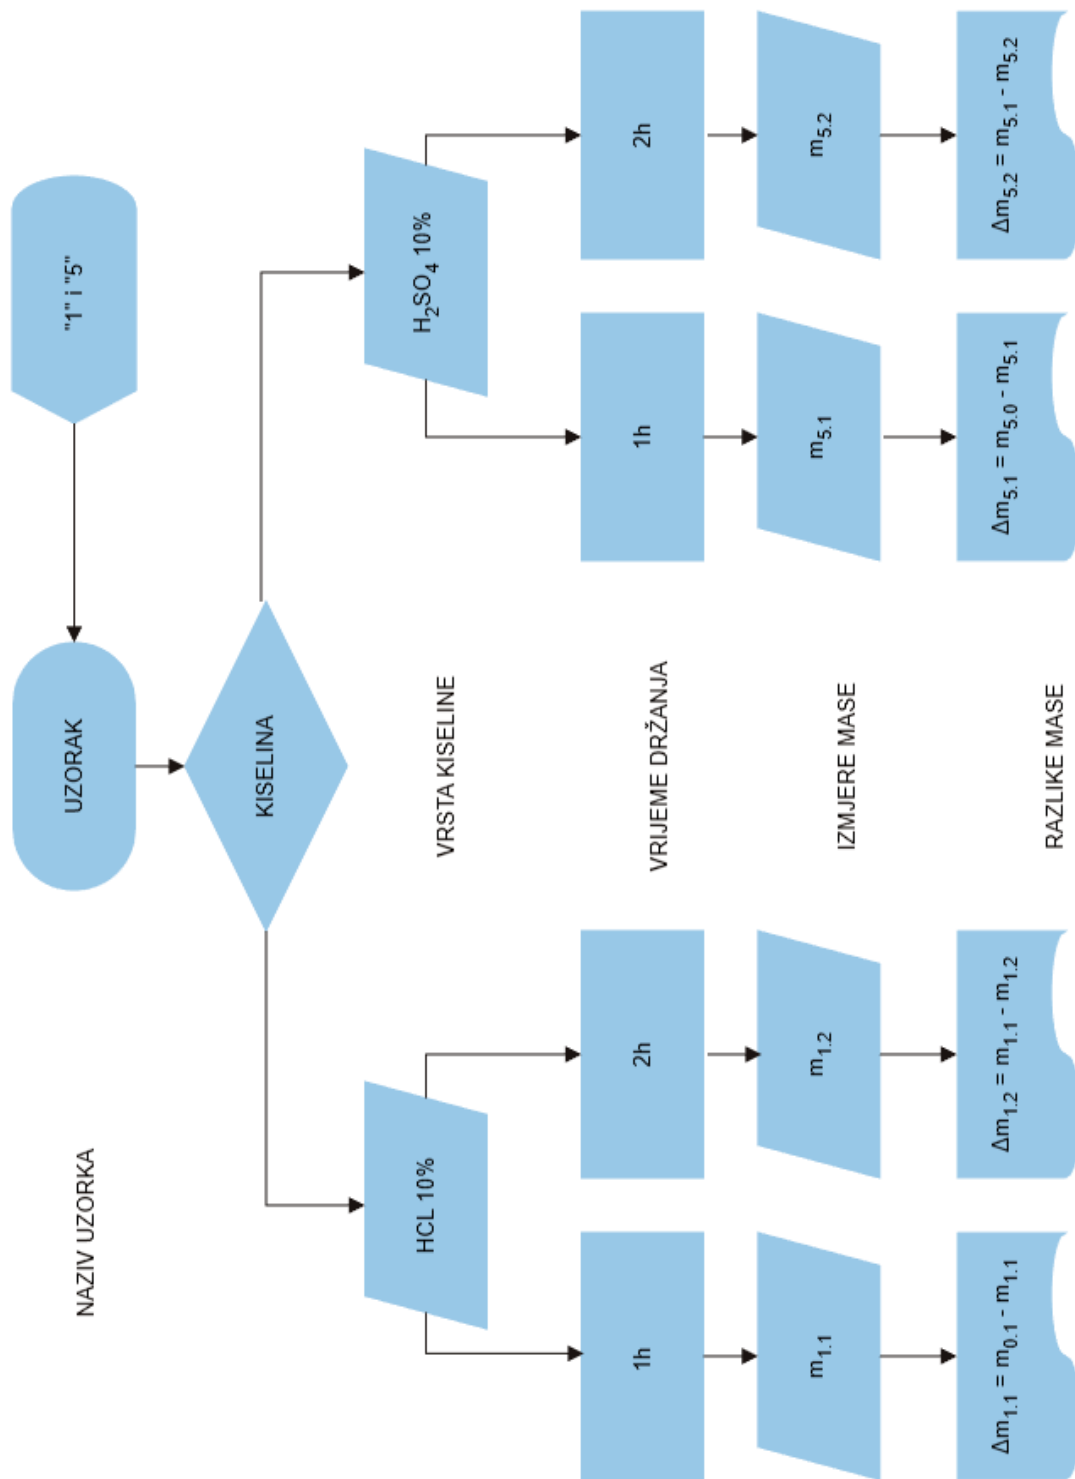 NAZIV UZORKA
UZORAK
"1" i "5"
KISELINA
HCL 10%
VRSTA KISELINE
H₂SO₄ 10%
1h
2h
VRIJEME DRŽANJA
1h
2h
m₁.₁
m₁.₂
IZMJERE MASE
m₅.₁
m₅.₂
Δm₁.₁ = m₀.₁ - m₁.₁
Δm₁.₂ = m₁.₁ - m₁.₂
RAZLIKE MASE
Δm₅.₁ = m₅.₀ - m₅.₁
Δm₅.₂ = m₅.₁ - m₅.₂